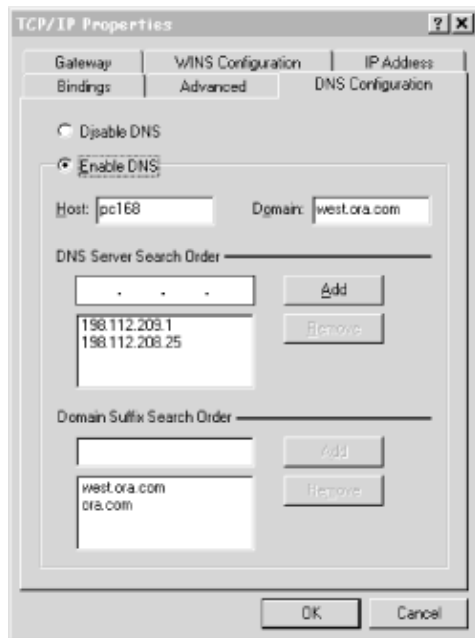 TCP/IP Properties ? X
Gateway WINS Configuration IP Address
Bindings Advanced DNS Configuration
Disable DNS
Enable DNS
Host: pc168 Domain: west.ora.com
DNS Server Search Order
. . . Add
198.112.209.1 Remove
198.112.208.25
Domain Suffix Search Order
Add
west.ora.com Remove
ora.com
OK Cancel